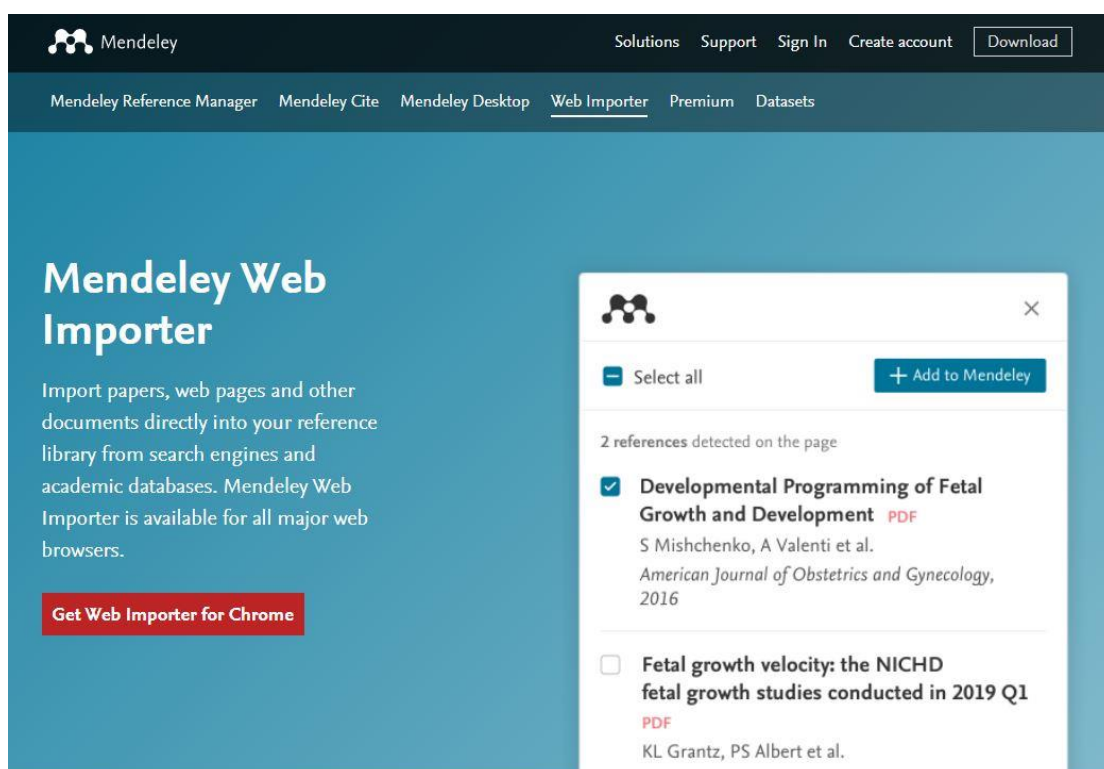 Mendeley
Solutions Support Sign In Create account Download
Mendeley Reference Manager Mendeley Cite Mendeley Desktop Web Importer Premium Datasets
Mendeley Web
Importer
Import papers, web pages and other
documents directly into your reference
library from search engines and
academic databases. Mendeley Web
Importer is available for all major web
browsers.
Get Web Importer for Chrome
Select all
+ Add to Mendeley
2 references detected on the page
Developmental Programming of Fetal
Growth and Development PDF
S Mishchenko, A Valenti et al.
American Journal of Obstetrics and Gynecology,
2016
Fetal growth velocity: the NICHD
fetal growth studies conducted in 2019 Q1
PDF
KL Grantz, PS Albert et al.